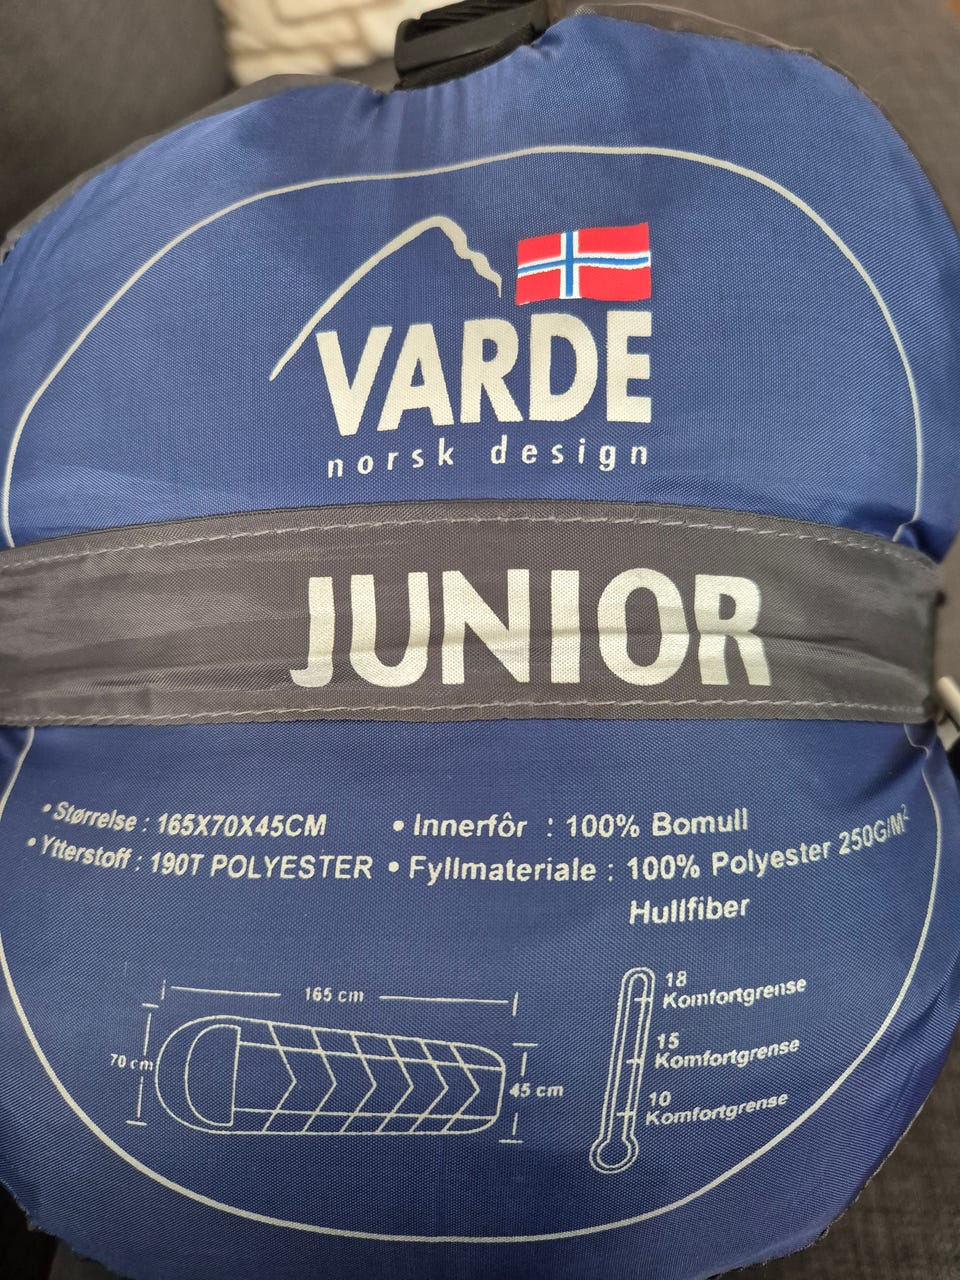 VARDE
norsk design
JUNIOR
• Størrelse : 165X70X45CM
• Ytterstoff : 190T POLYESTER
• Innerfôr : 100% Bomull
• Fyllmateriale : 100% Polyester 250G/M²
Hullfiber
165 cm
70 cm
45 cm
18
Komfortgrense
15
Komfortgrense
10
Komfortgrense